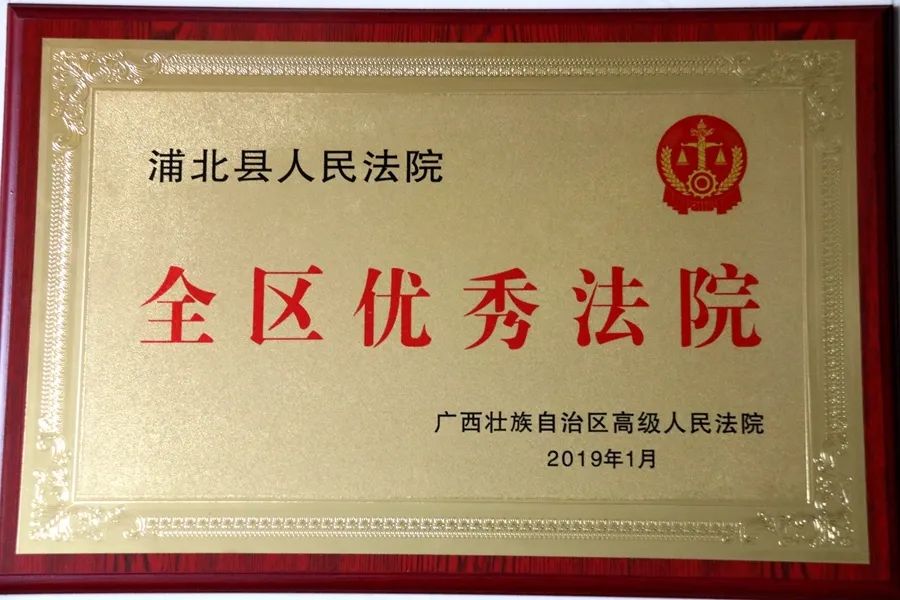 浦北县人民法院
全区优秀法院
广西壮族自治区高级人民法院
2019年1月